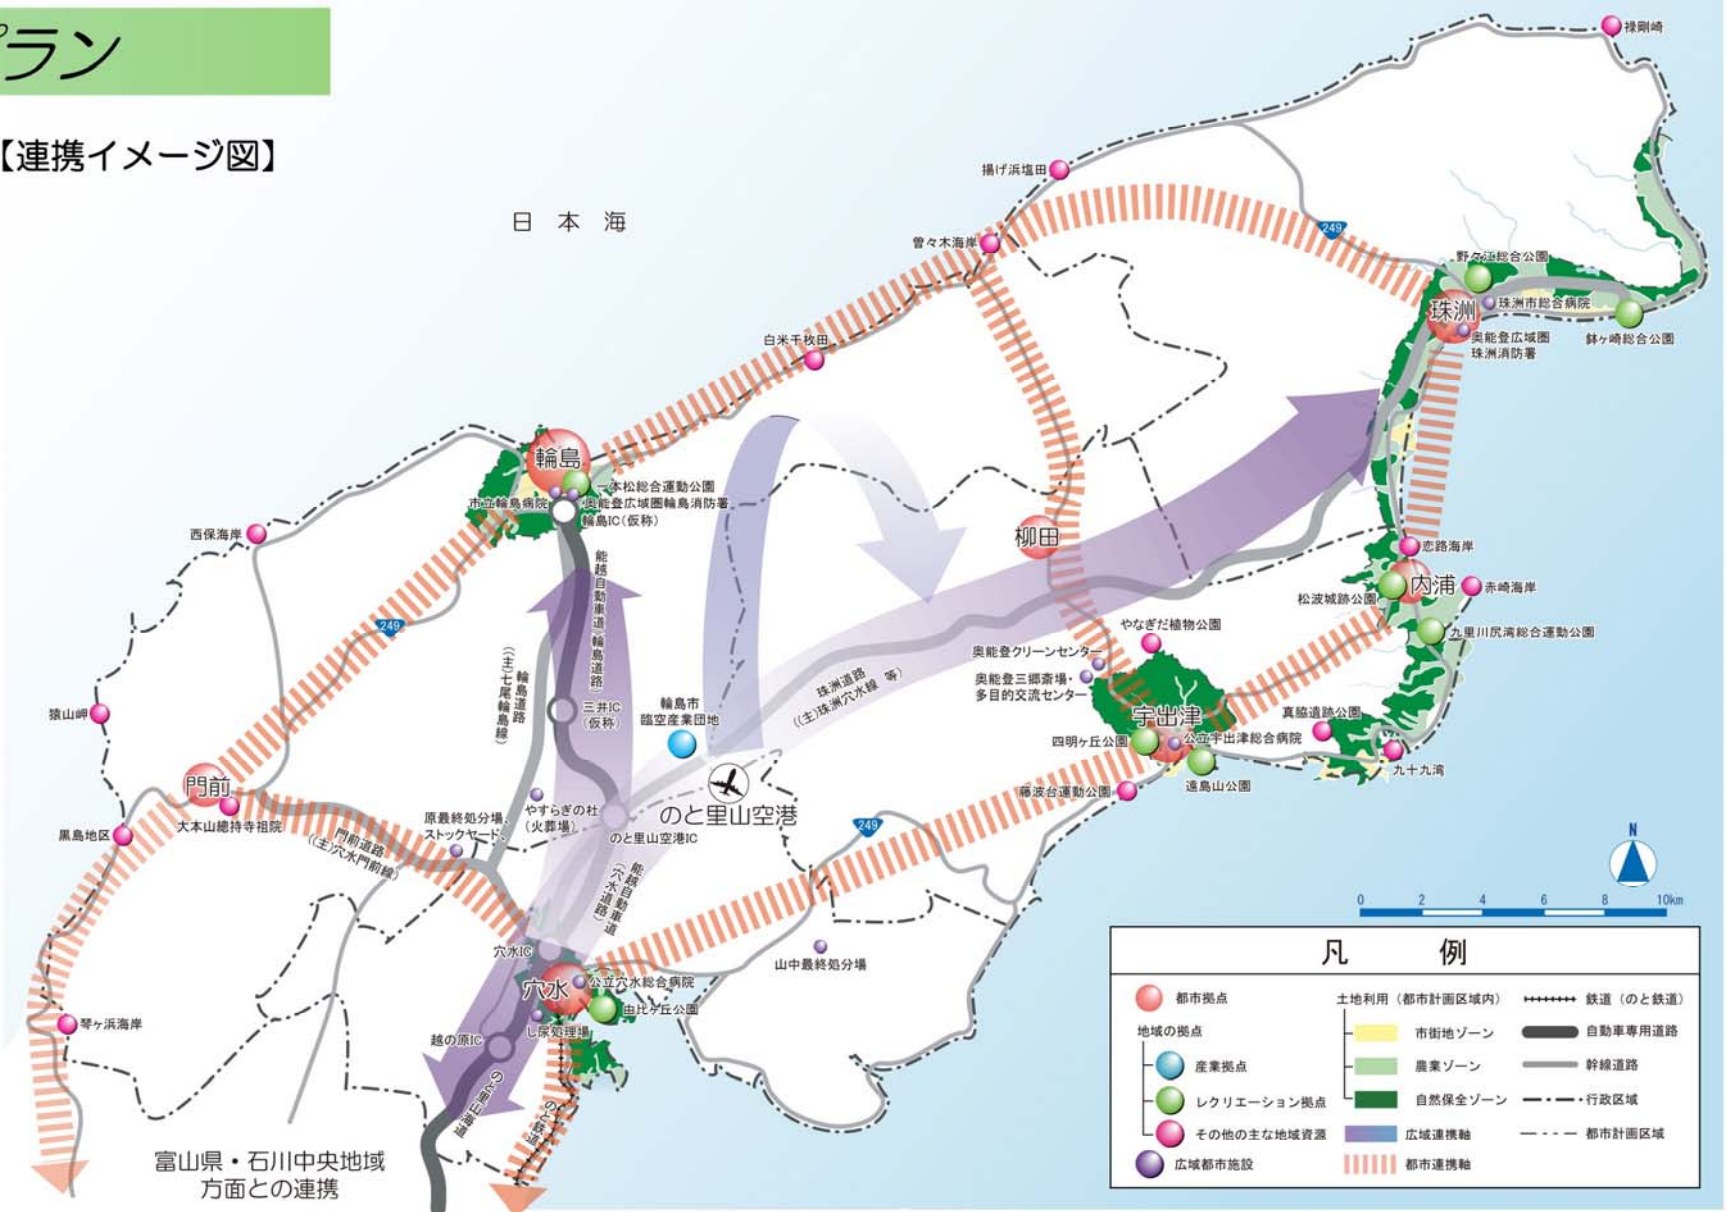 プラン
【連携イメージ図】
日本海
禄剛崎
揚げ浜塩田
曽々木海岸
249
野々江総合公園
珠洲
珠洲市総合病院
奥能登広域圏
珠洲消防署
鉢ヶ崎総合公園
白米千枚田
輪島
一本松総合運動公園
市立輪島病院
奥能登広域圏輪島消防署
輪島IC(仮称)
西保海岸
柳田
恋路海岸
内浦
松波城跡公園
赤崎海岸
九里川尻湾総合運動公園
能越自動車道(輪島道路)
249
輪島道路
((主)七尾輪島線)
三井IC
(仮称)
輪島市
臨空産業団地
珠洲道路
((主)珠洲穴水線 等)
やなぎだ植物公園
奥能登クリーンセンター
奥能登三郷斎場・
多目的交流センター
宇出津
四明ヶ丘公園
公立宇出津総合病院
真脇遺跡公園
九十九湾
遠島山公園
藤波台運動公園
猿山岬
門前
大本山總持寺祖院
黒島地区
門前道路
((主)穴水門前線)
原最終処分場、
ストックヤード、
やすらぎの杜
(火葬場)
のと里山空港
のと里山空港IC
249
能越自動車道
(穴水道路)
穴水IC
穴水
公立穴水総合病院
由比ヶ丘公園
し尿処理場
山中最終処分場
琴ヶ浜海岸
越の原IC
のと里山海道
のと鉄道
富山県・石川中央地域
方面との連携
N
0 2 4 6 8 10km
凡 例
都市拠点
地域の拠点
産業拠点
レクリエーション拠点
その他の主な地域資源
広域都市施設
土地利用(都市計画区域内)
市街地ゾーン
農業ゾーン
自然保全ゾーン
広域連携軸
都市連携軸
鉄道(のと鉄道)
自動車専用道路
幹線道路
行政区域
都市計画区域